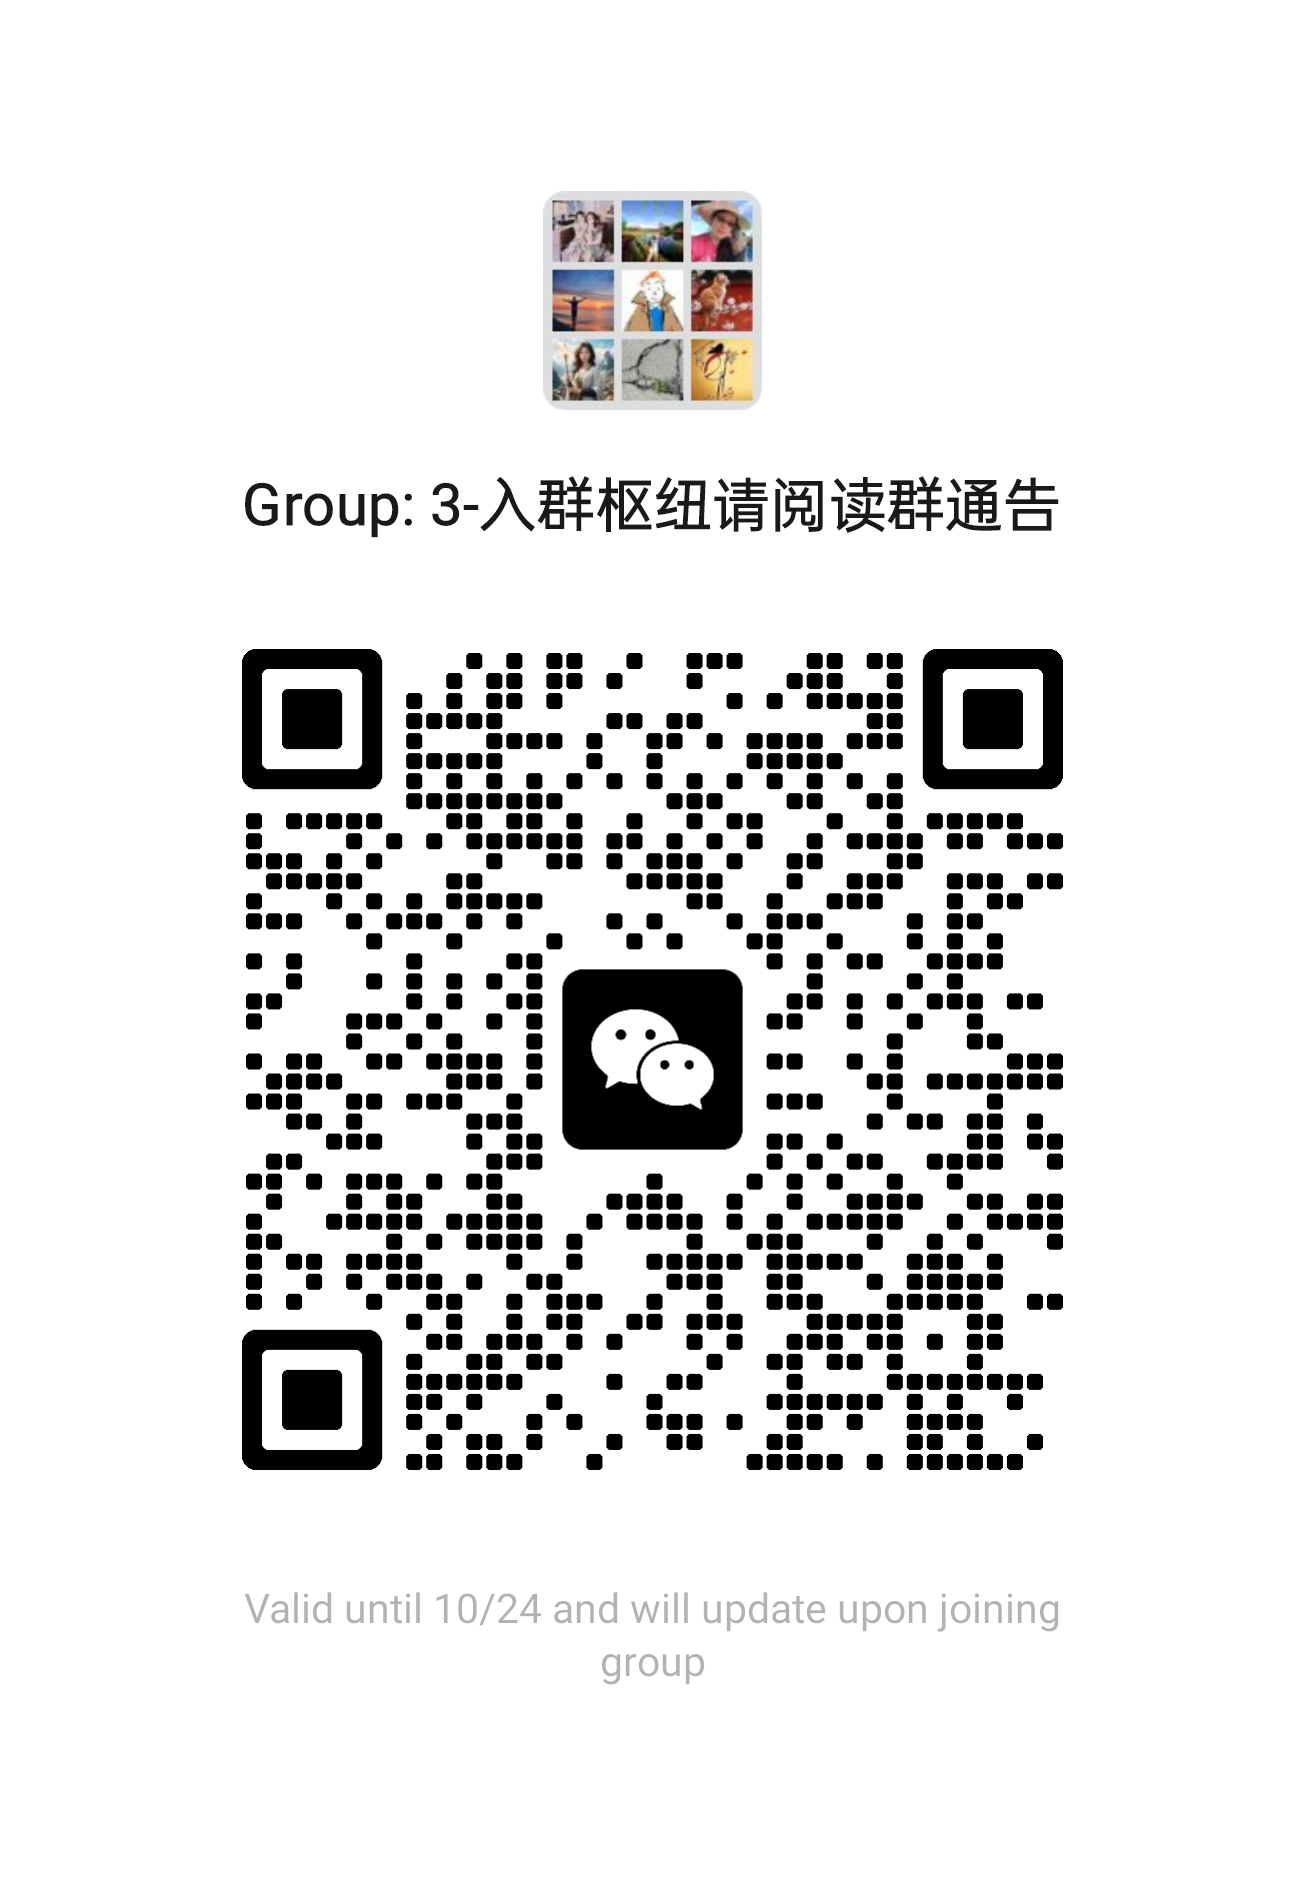 Group: 3-入群枢纽请阅读群通告
Valid until 10/24 and will update upon joining
group